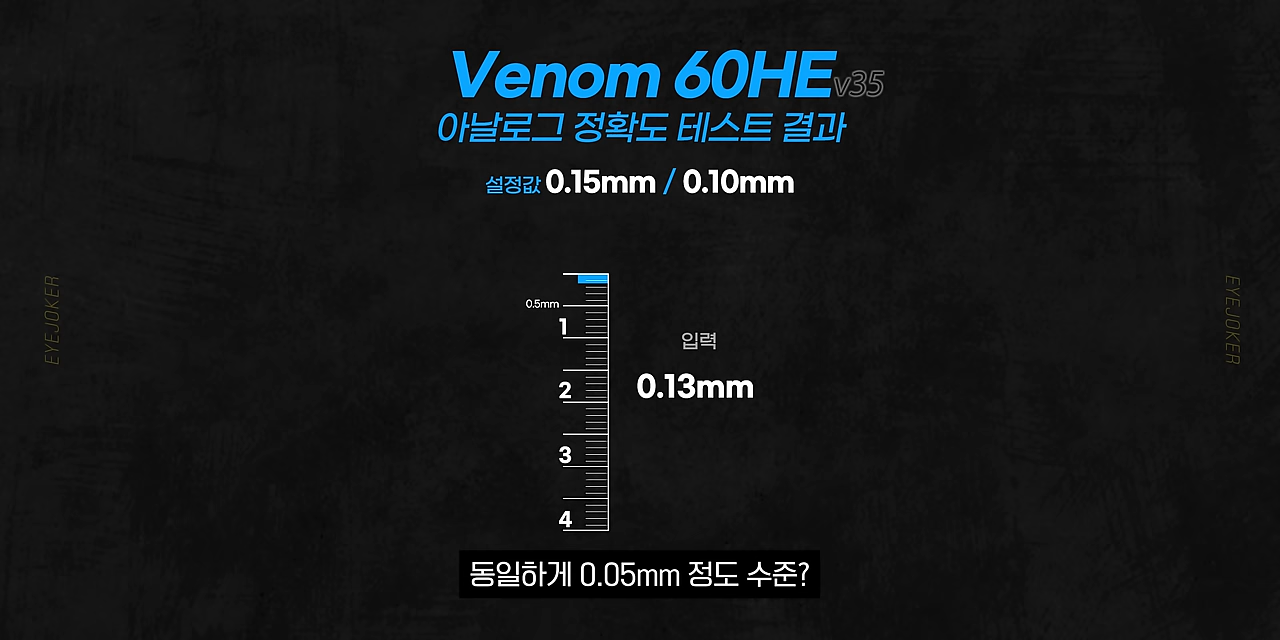 Venom 60HE v35
아날로그 정확도 테스트 결과
설정값 0.15mm / 0.10mm
EYEJOKER
EYEJOKER
0.5mm
1
2
3
4
입력
0.13mm
동일하게 0.05mm 정도 수준?